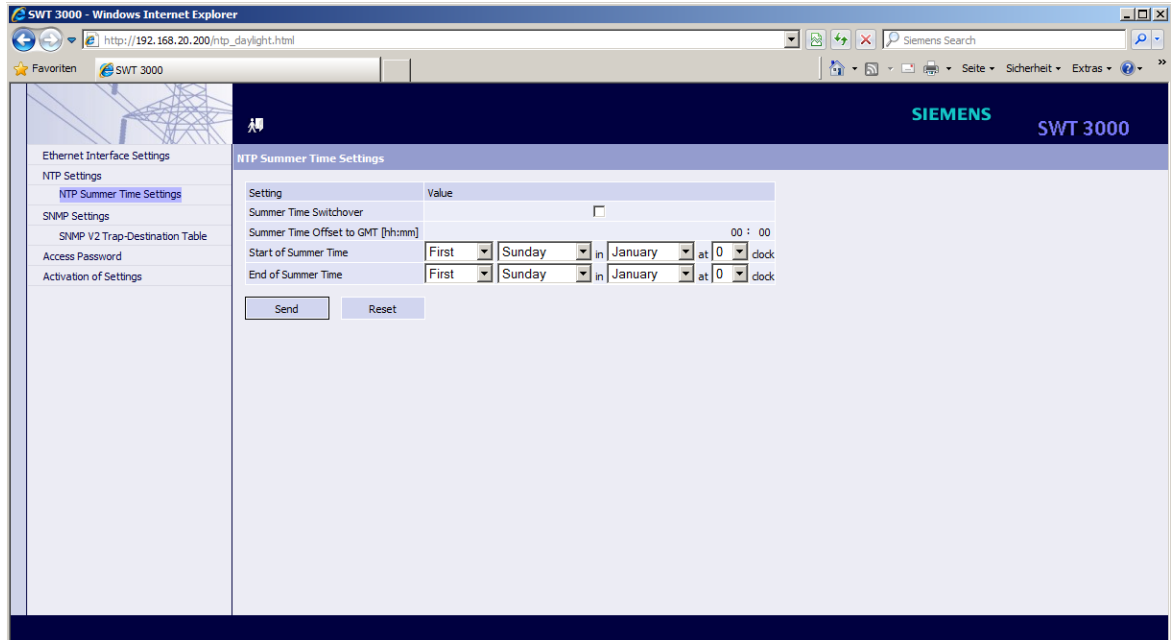 SWT 3000 - Windows Internet Explorer
http://192.168.20.200/ntp_daylight.html
Siemens Search
Favoriten
SWT 3000
Seite
Sicherheit
Extras
»
SIEMENS
SWT 3000
Ethernet Interface Settings
NTP Settings
NTP Summer Time Settings
SNMP Settings
SNMP V2 Trap-Destination Table
Access Password
Activation of Settings
NTP Summer Time Settings
Setting Value
Summer Time Switchover
Summer Time Offset to GMT [hh:mm] 00 : 00
Start of Summer Time First Sunday in January at 0 clock
End of Summer Time First Sunday in January at 0 clock
Send Reset